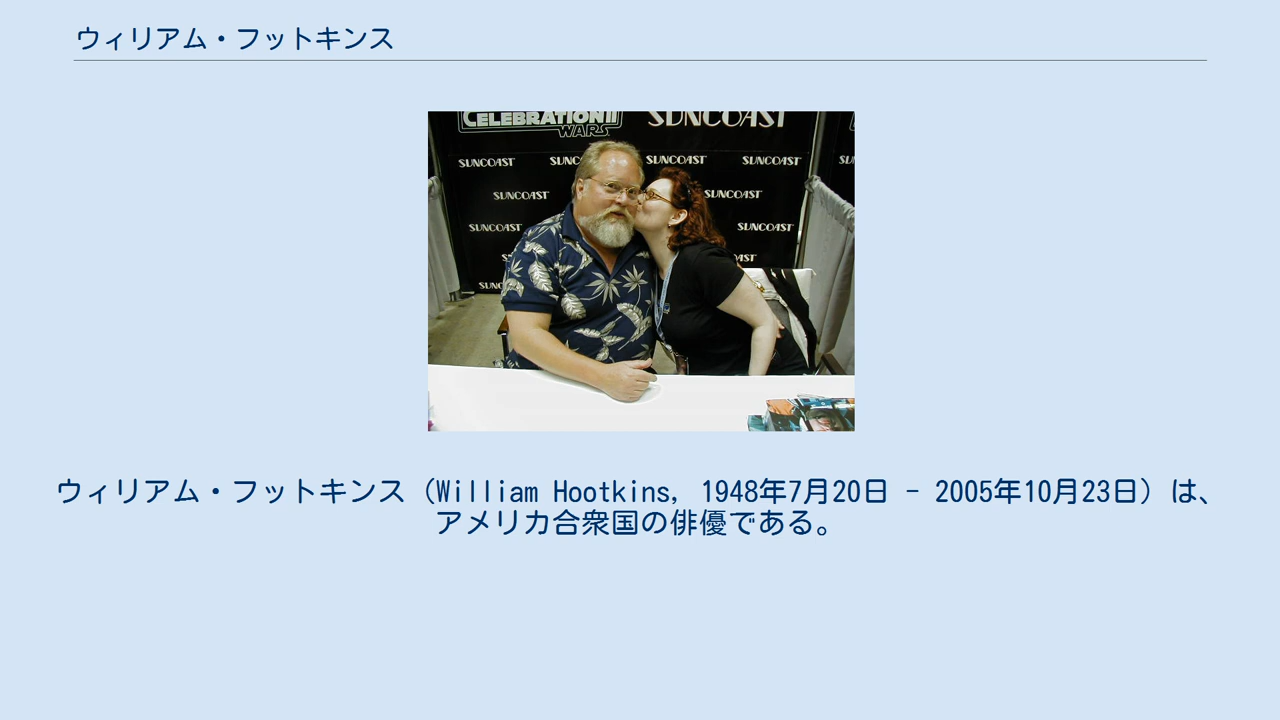 ウィリアム・フットキンス
CELEBRATION II SUNCOAST
WARS
SUNCOAST SUNCOAST SUNCOAST
SUNCOAST SUNCOAST
SUNCOAST SUNCOAST
ウィリアム・フットキンス（William Hootkins, 1948年7月20日 - 2005年10月23日）は、
アメリカ合衆国の俳優である。